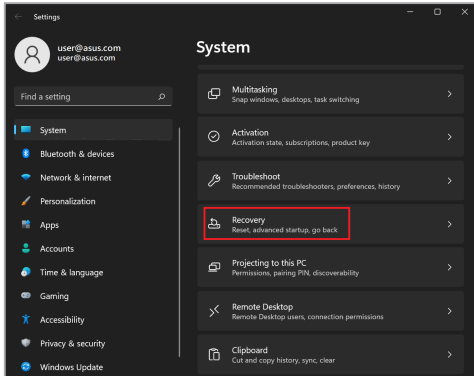 Settings
user@asus.com
user@asus.com
Find a setting
System
Bluetooth & devices
Network & internet
Personalization
Apps
Accounts
Time & language
Gaming
Accessibility
Privacy & security
Windows Update
System
Multitasking
Snap windows, desktops, task switching
Activation
Activation state, subscriptions, product key
Troubleshoot
Recommended troubleshooters, preferences, history
Recovery
Reset, advanced startup, go back
Projecting to this PC
Permissions, pairing PIN, discoverability
Remote Desktop
Remote Desktop users, connection permissions
Clipboard
Cut and copy history, sync, clear